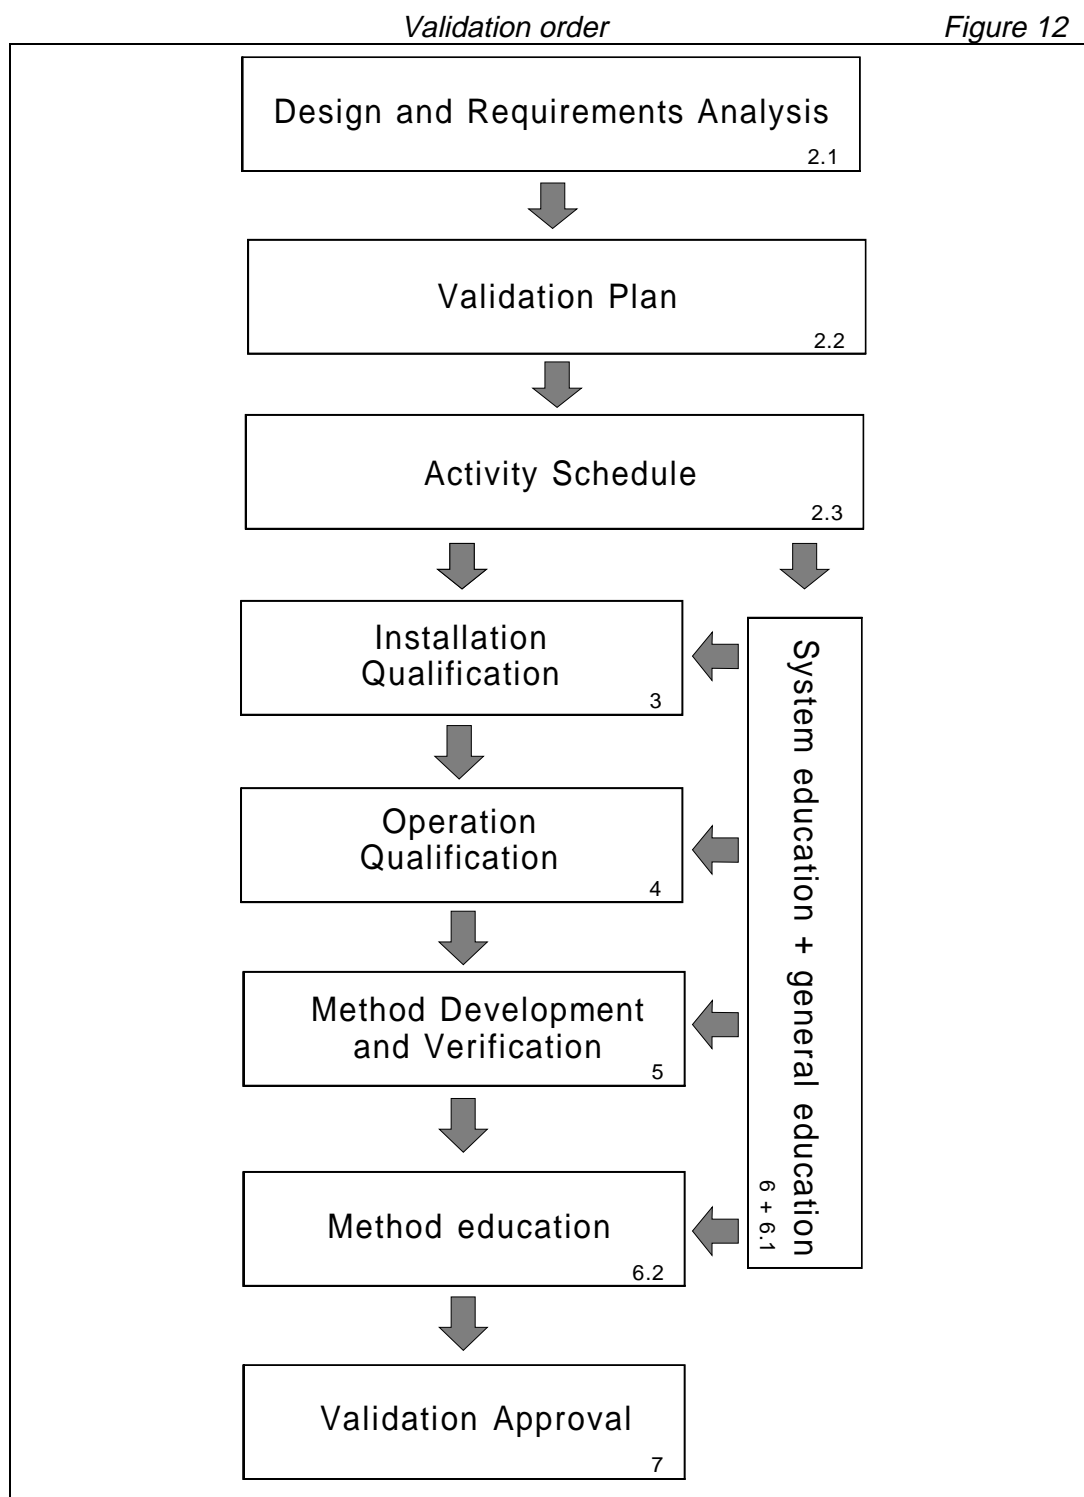 Validation order
Figure 12
Design and Requirements Analysis
2.1
Validation Plan
2.2
Activity Schedule
2.3
Installation
Qualification
3
Operation
Qualification
4
Method Development
and Verification
5
Method education
6.2
System education + general education
6 + 6.1
Validation Approval
7